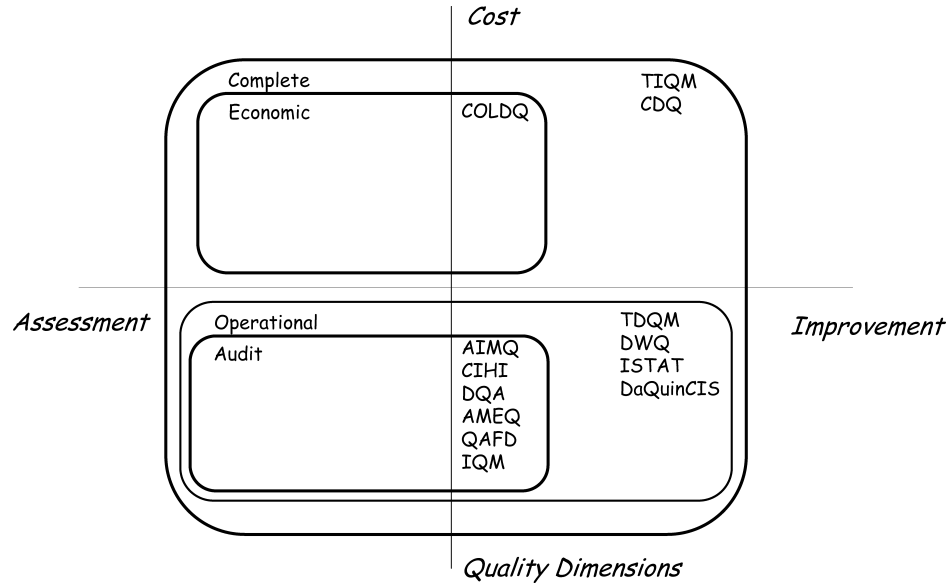 Cost
Complete
TIQM
CDQ
Economic
COLDQ
Assessment
Improvement
Operational
TDQM
DWQ
ISTAT
DaQuinCIS
Audit
AIMQ
CIHI
DQA
AMEQ
QAFD
IQM
Quality Dimensions